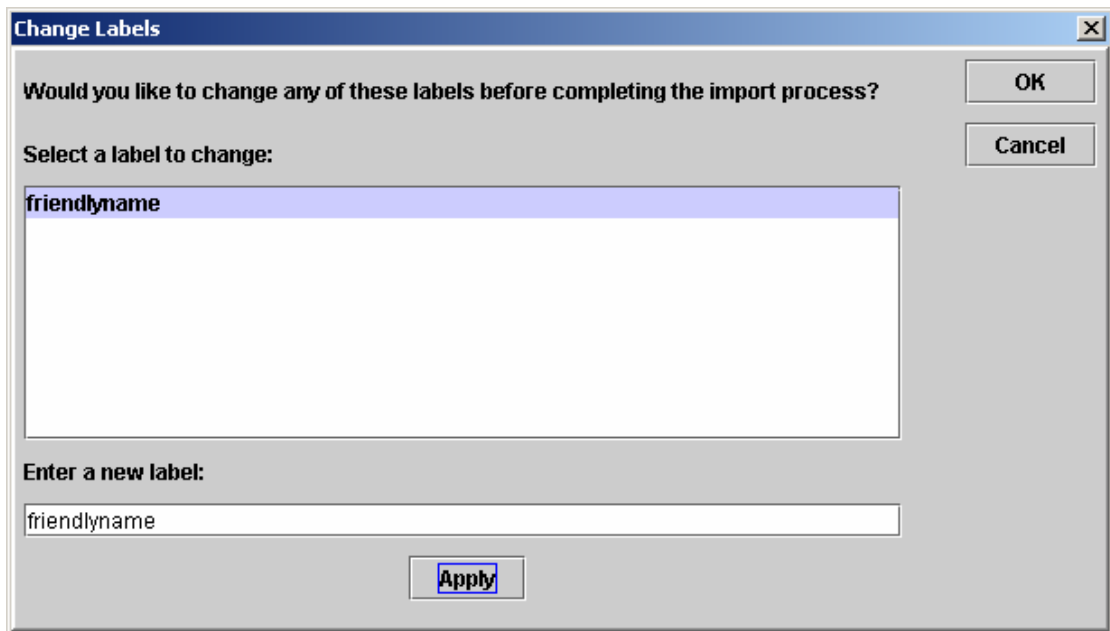 Change Labels
Would you like to change any of these labels before completing the import process?
OK
Cancel
Select a label to change:
friendlyname
Enter a new label:
friendlyname
Apply